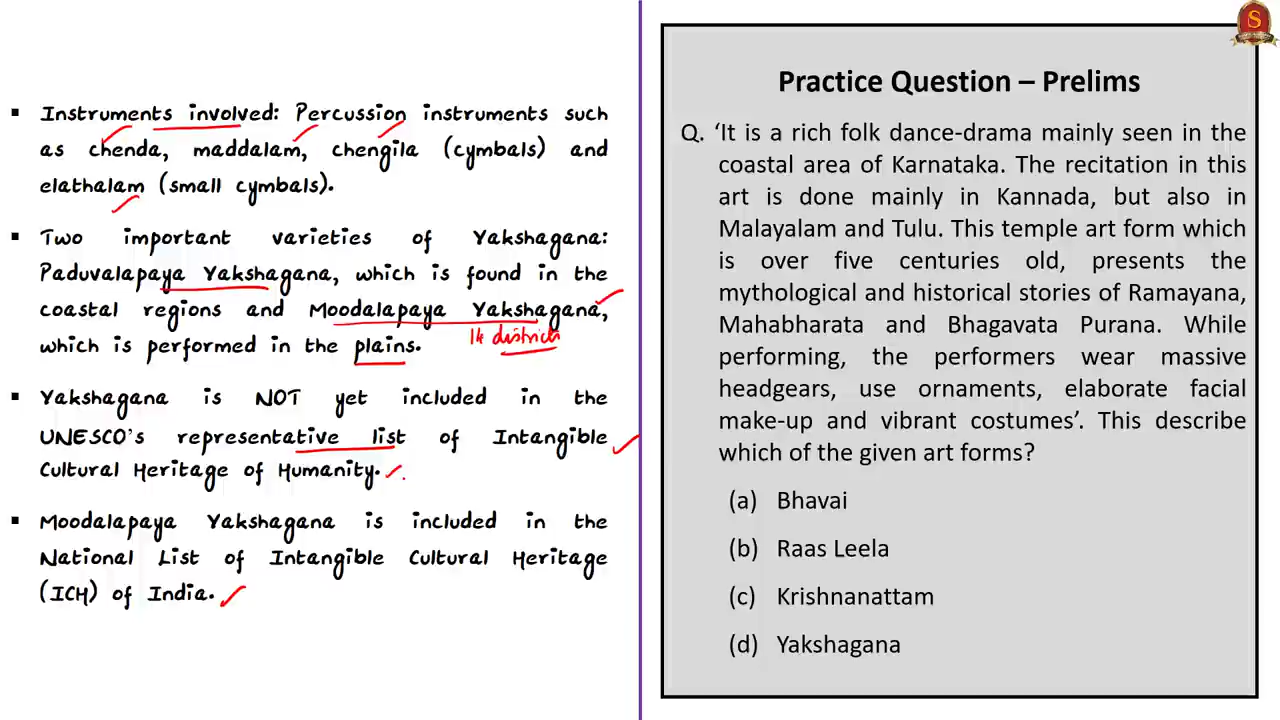 ▪ Instruments involved: Percussion instruments such
as chenda, maddalam, chengila (cymbals) and
elathalam (small cymbals).
▪ Two important varieties of Yakshagana:
Paduvalapaya Yakshagana, which is found in the
coastal regions and Moodalapaya Yakshagana,
which is performed in the plains.
14 districts
▪ Yakshagana is NOT yet included in the
UNESCO's representative list of Intangible
Cultural Heritage of Humanity.
▪ Moodalapaya Yakshagana is included in the
National List of Intangible Cultural Heritage
(ICH) of India.
S
Practice Question – Prelims
Q. ‘It is a rich folk dance-drama mainly seen in the
coastal area of Karnataka. The recitation in this
art is done mainly in Kannada, but also in
Malayalam and Tulu. This temple art form which
is over five centuries old, presents the
mythological and historical stories of Ramayana,
Mahabharata and Bhagavata Purana. While
performing, the performers wear massive
headgears, use ornaments, elaborate facial
make-up and vibrant costumes’. This describe
which of the given art forms?
(a) Bhavai
(b) Raas Leela
(c) Krishnanattam
(d) Yakshagana